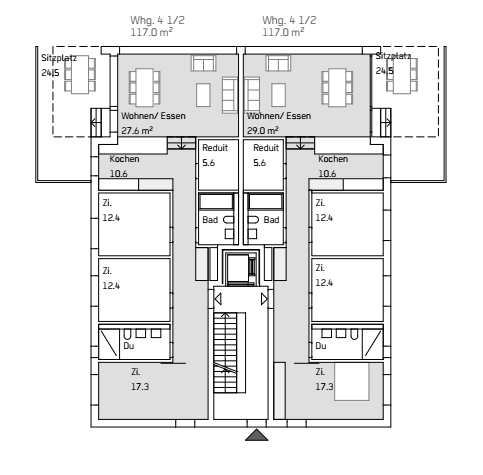 Whg. 4 1/2
117.0 m²
Whg. 4 1/2
117.0 m²
Sitzplatz
24.5
Sitzplatz
24.5
Wohnen/ Essen
27.6 m²
Wohnen/ Essen
29.0 m²
Reduit
5.6
Reduit
5.6
Kochen
10.6
Kochen
10.6
Zi.
12.4
Bad
Bad
Zi.
12.4
Zi.
12.4
Zi.
12.4
Du
Du
Zi.
17.3
Zi.
17.3